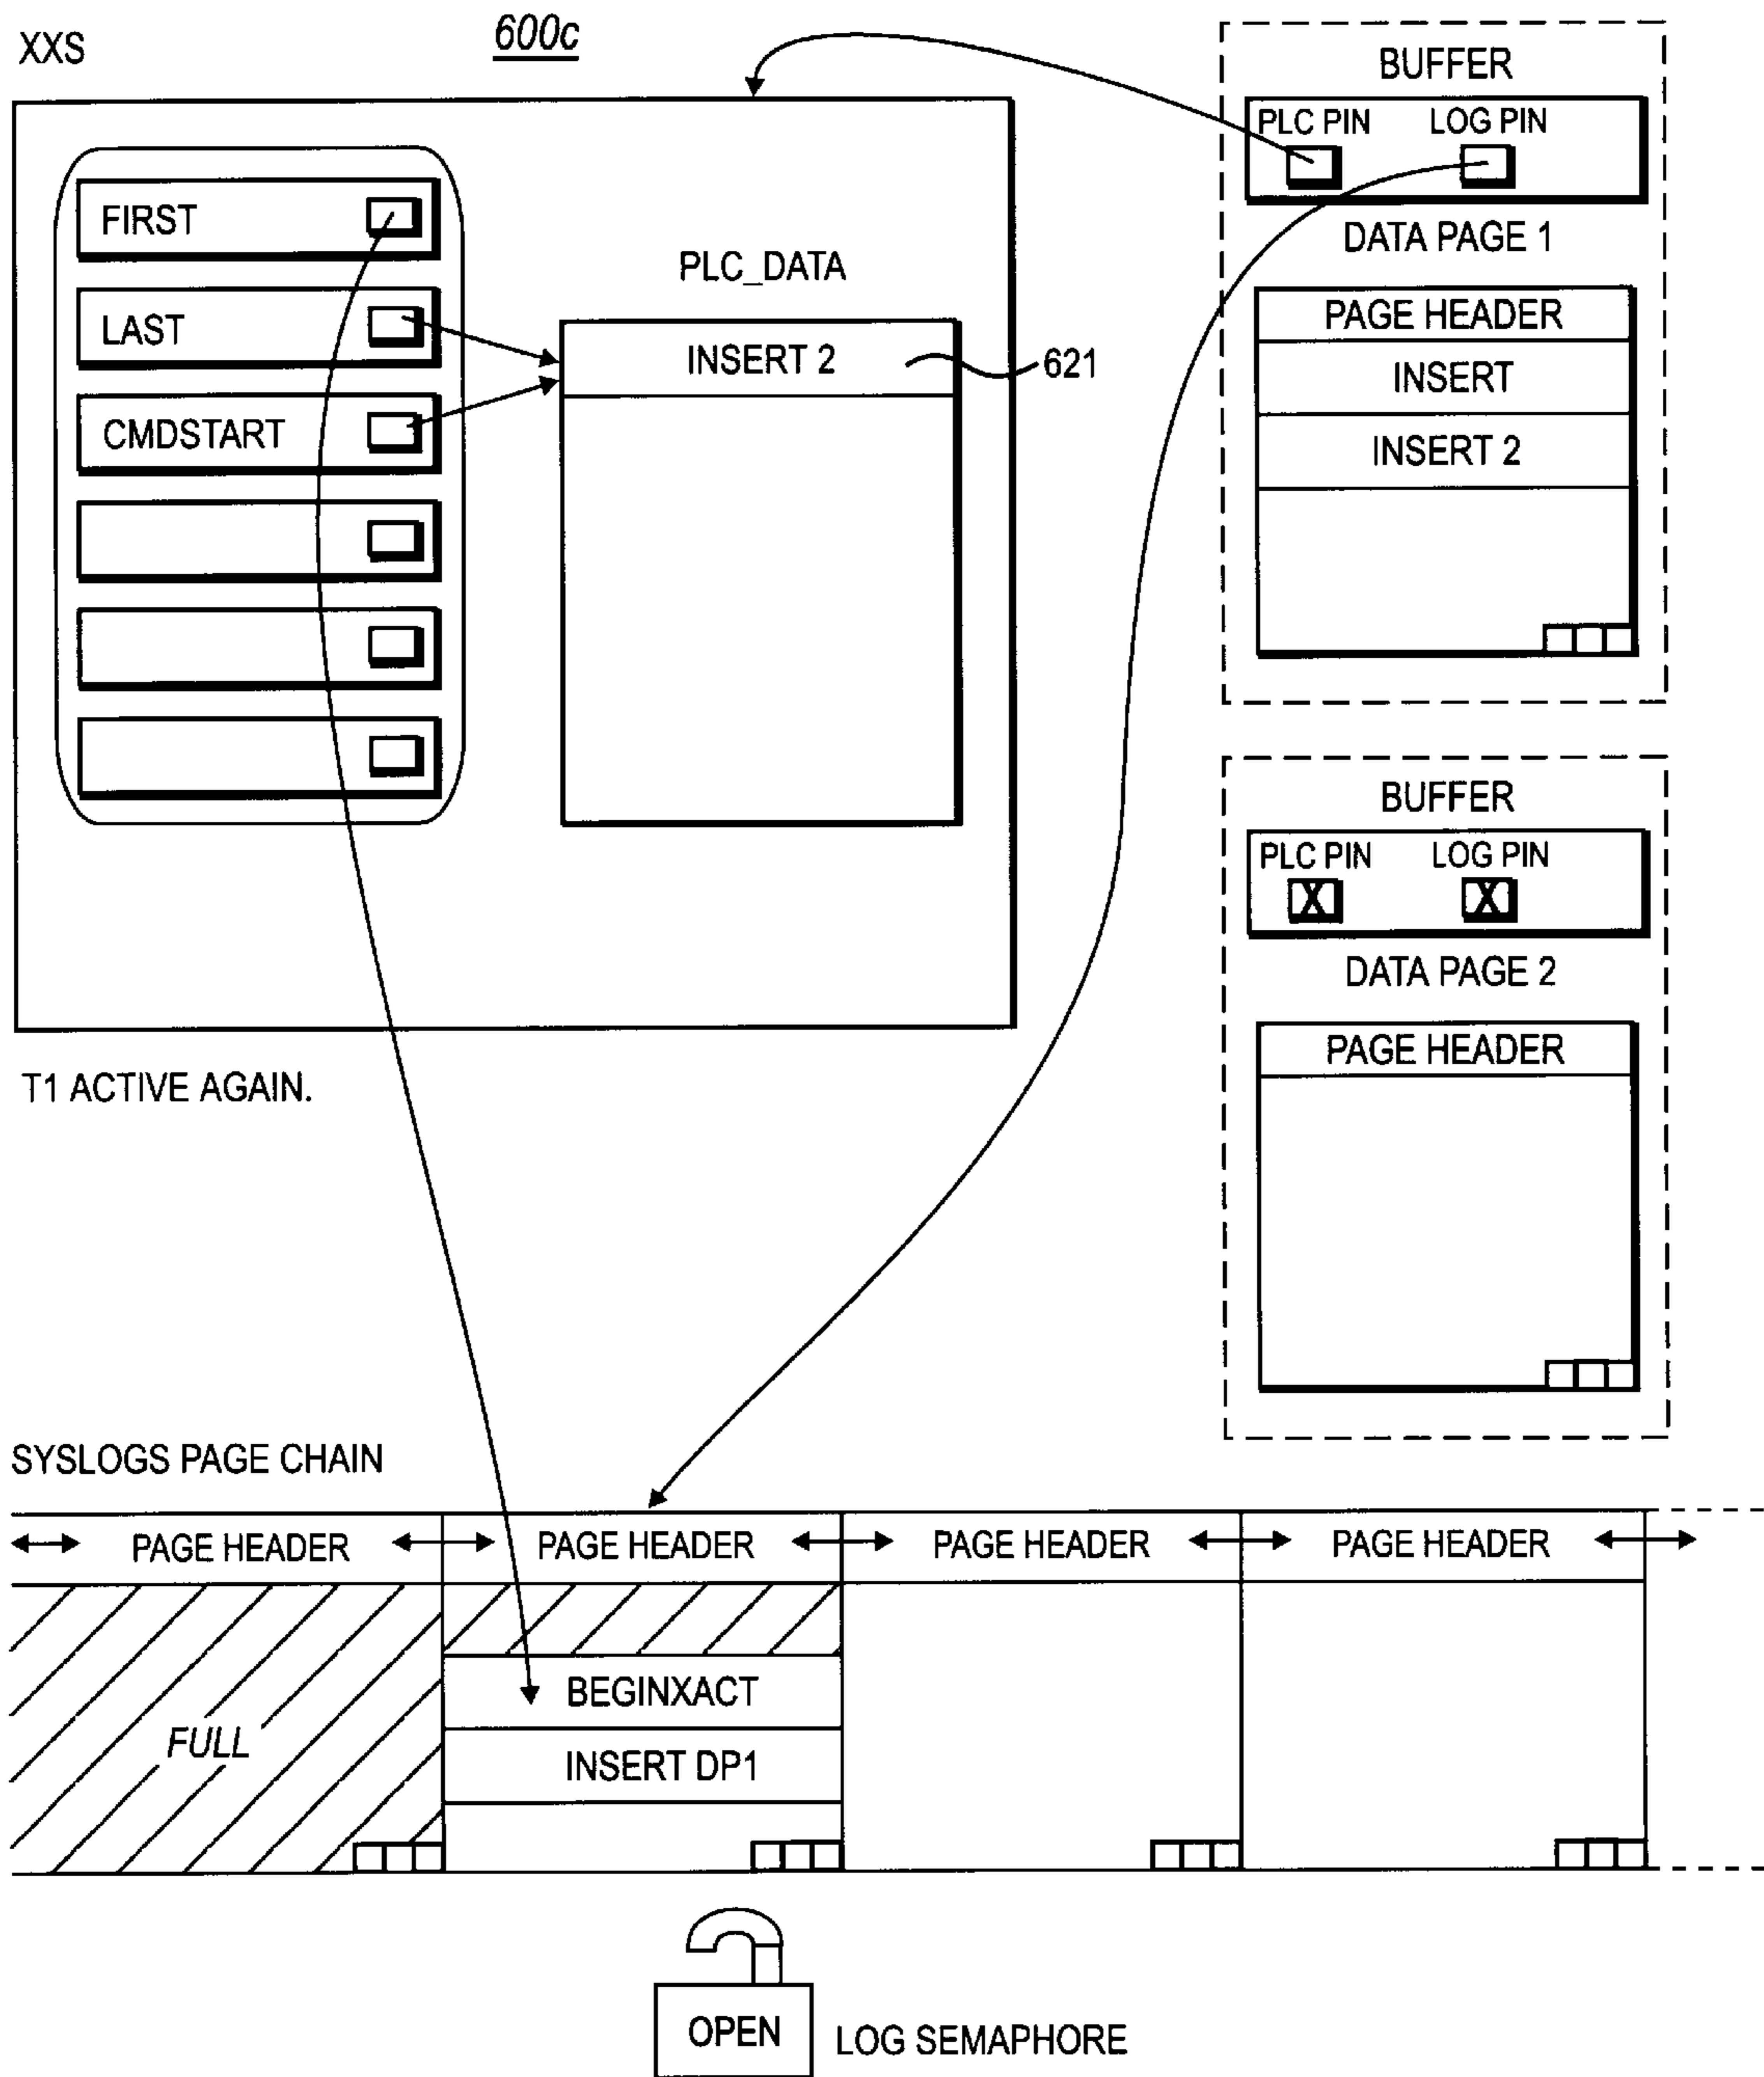 XXS
600c
FIRST
LAST
CMDSTART
PLC_DATA
INSERT 2
621
T1 ACTIVE AGAIN.
BUFFER
PLC PIN LOG PIN
DATA PAGE 1
PAGE HEADER
INSERT
INSERT 2
BUFFER
PLC PIN LOG PIN
X X
DATA PAGE 2
PAGE HEADER
SYSLOGS PAGE CHAIN
PAGE HEADER PAGE HEADER PAGE HEADER PAGE HEADER
FULL
BEGINXACT
INSERT DP1
OPEN
LOG SEMAPHORE